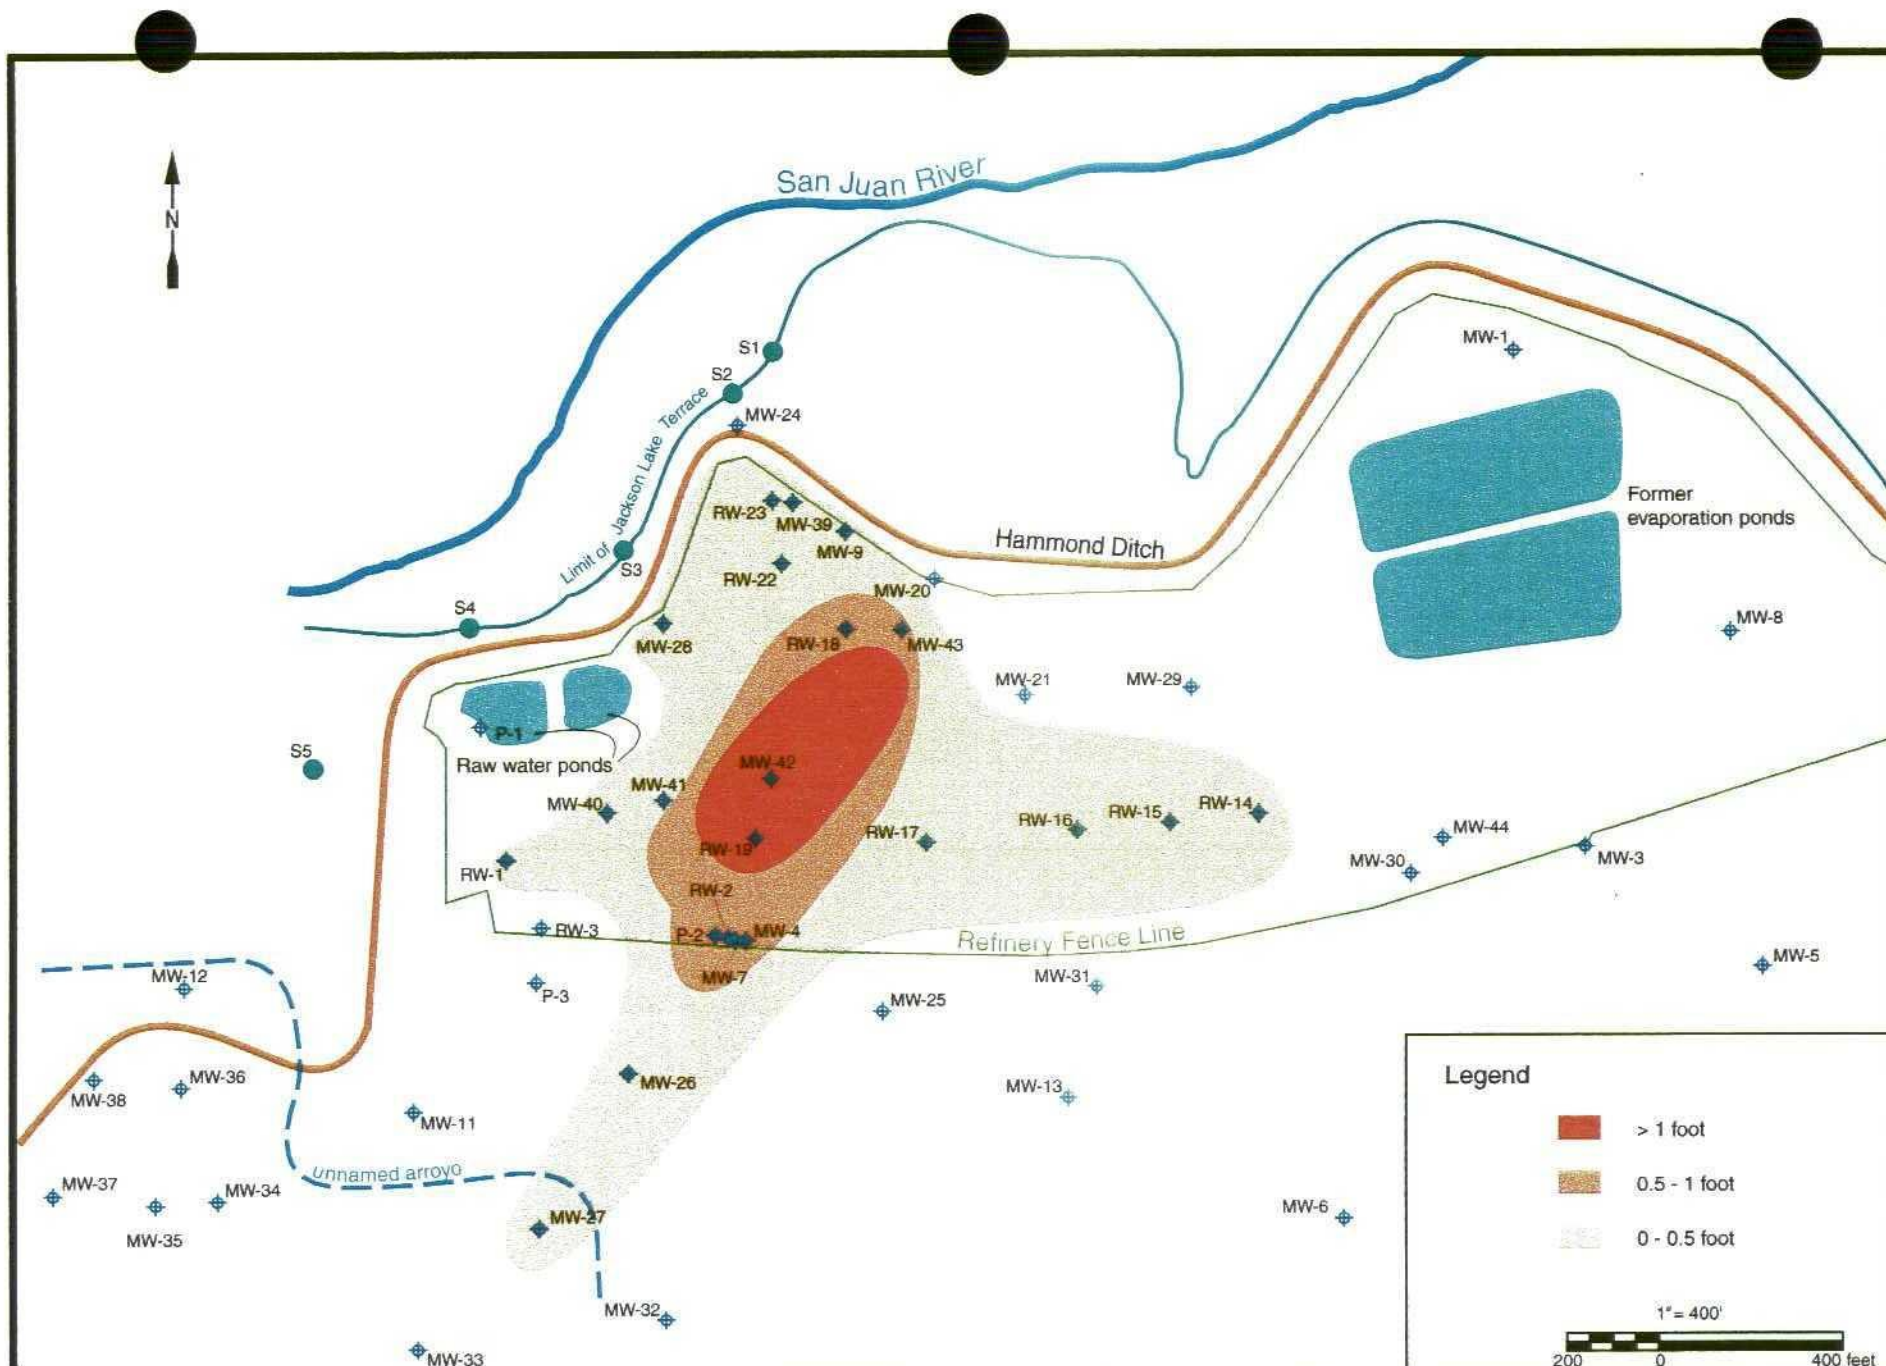 N
San Juan River
S1
S2
MW-24
MW-1
Limit of Jackson Lake Terrace
Former
evaporation ponds
RW-23
MW-39
MW-9
Hammond Ditch
S3
RW-22
MW-20
S4
MW-8
MW-28
RW-18
MW-43
MW-21
MW-29
P-1
S5
Raw water ponds
MW-42
MW-41
MW-40
RW-17
RW-16
RW-15
RW-14
MW-44
RW-19
RW-1
MW-30
MW-3
RW-2
RW-3
P-2
MW-4
Refinery Fence Line
MW-5
MW-12
MW-7
MW-31
P-3
MW-25
MW-36
MW-38
MW-26
MW-13
MW-11
Legend
> 1 foot
unnamed arroyo
MW-37
MW-34
0.5 - 1 foot
MW-27
MW-6
MW-35
0 - 0.5 foot
MW-32
1" = 400'
MW-33
200 0 400 feet